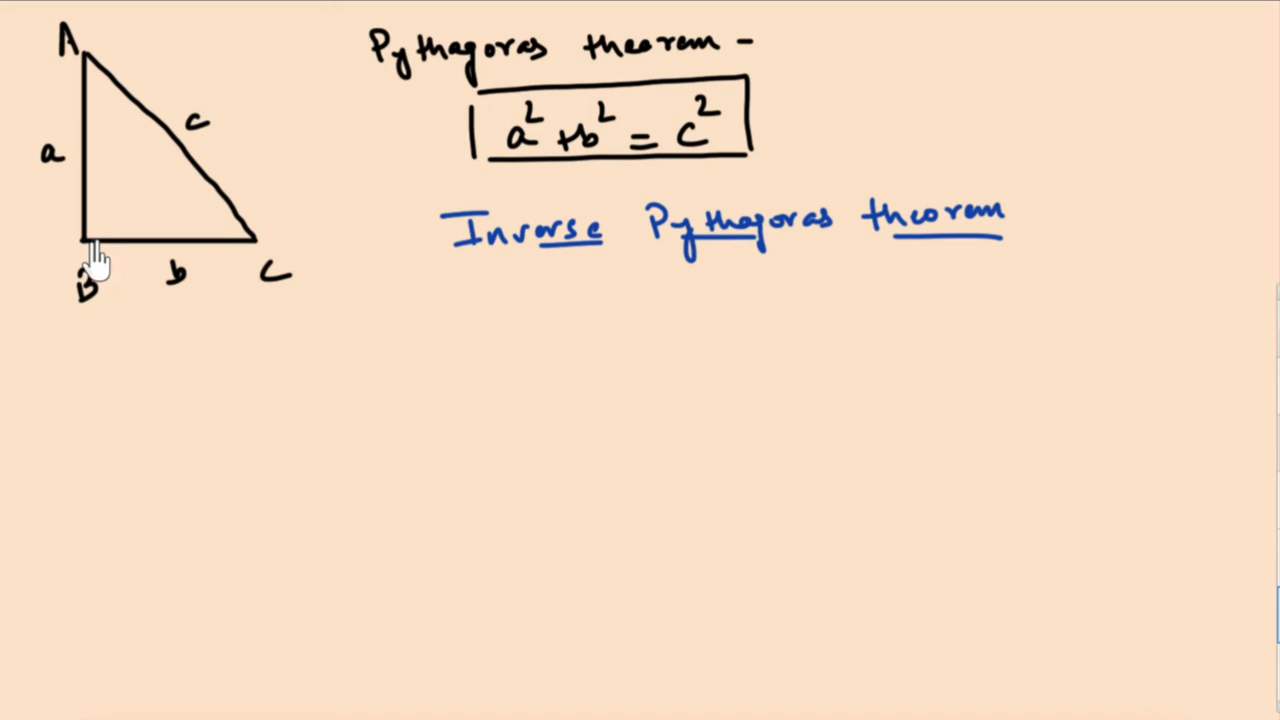 A
Pythagoras theorem -
c
a² + b² = c²
a
Inverse Pythagoras theorem
B
b
C